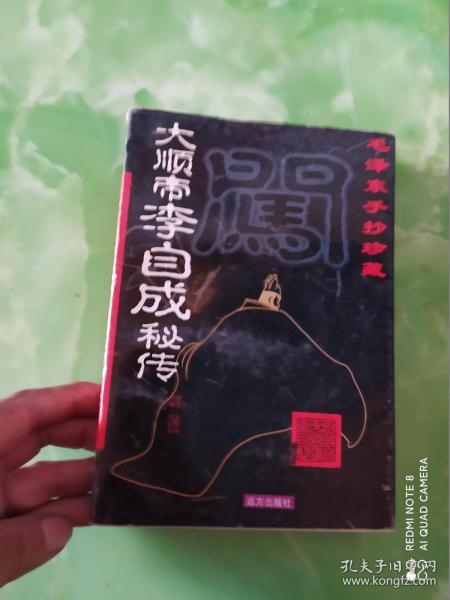 毛泽东手抄珍藏
闯
大顺帝李自成秘传
远方出版社
REDMI NOTE 8
AI QUAD CAMERA
孔夫子旧书网
www.kongfz.com